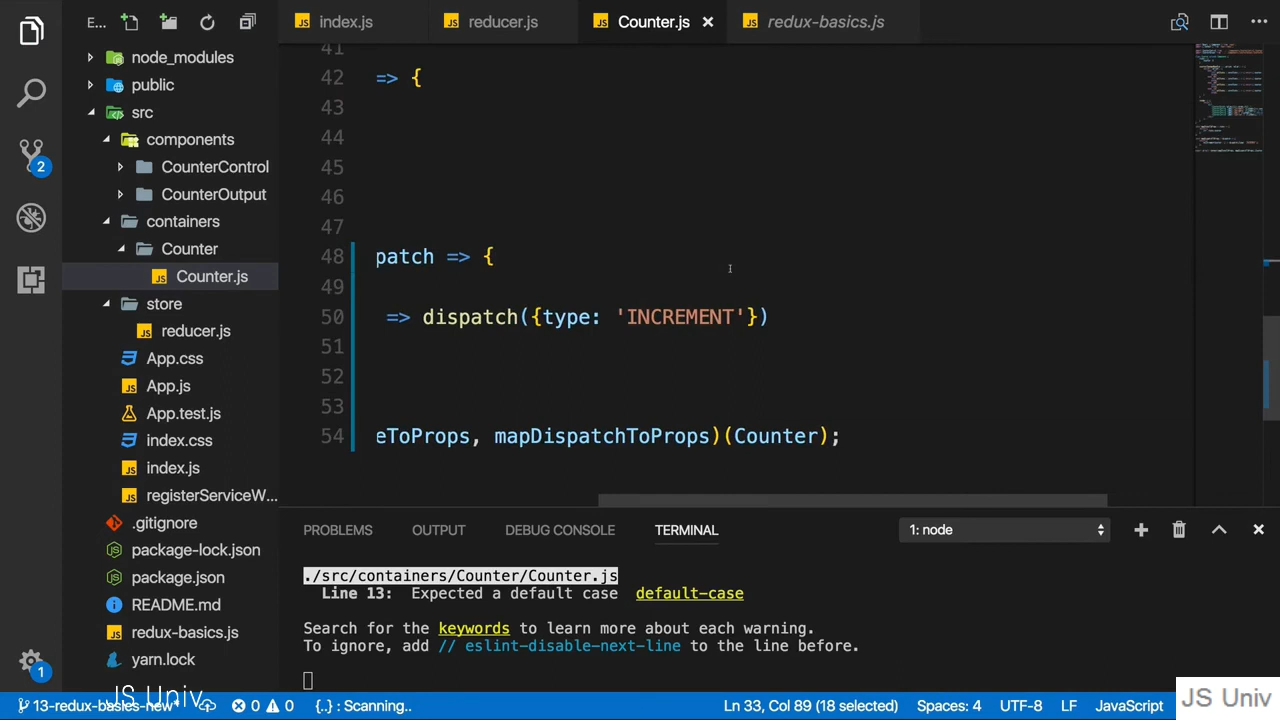 E...
index.js
reducer.js
Counter.js
redux-basics.js
node_modules
public
src
components
CounterControl
CounterOutput
containers
Counter
Counter.js
store
reducer.js
App.css
App.js
App.test.js
index.css
index.js
registerServiceW...
.gitignore
package-lock.json
package.json
README.md
redux-basics.js
yarn.lock
2
1
41
42 => {
43
44
45
46
47
48 patch => {
49
50 => dispatch({type: 'INCREMENT'})
51
52
53
54 eToProps, mapDispatchToProps)(Counter);
PROBLEMS OUTPUT DEBUG CONSOLE TERMINAL 1: node
./src/containers/Counter/Counter.js
Line 13: Expected a default case default-case
Search for the keywords to learn more about each warning.
To ignore, add // eslint-disable-next-line to the line before.
13-redux-basics-new* 0 0 {..} : Scanning.. Ln 33, Col 89 (18 selected) Spaces: 4 UTF-8 LF JavaScript
JS Univ
JS Univ